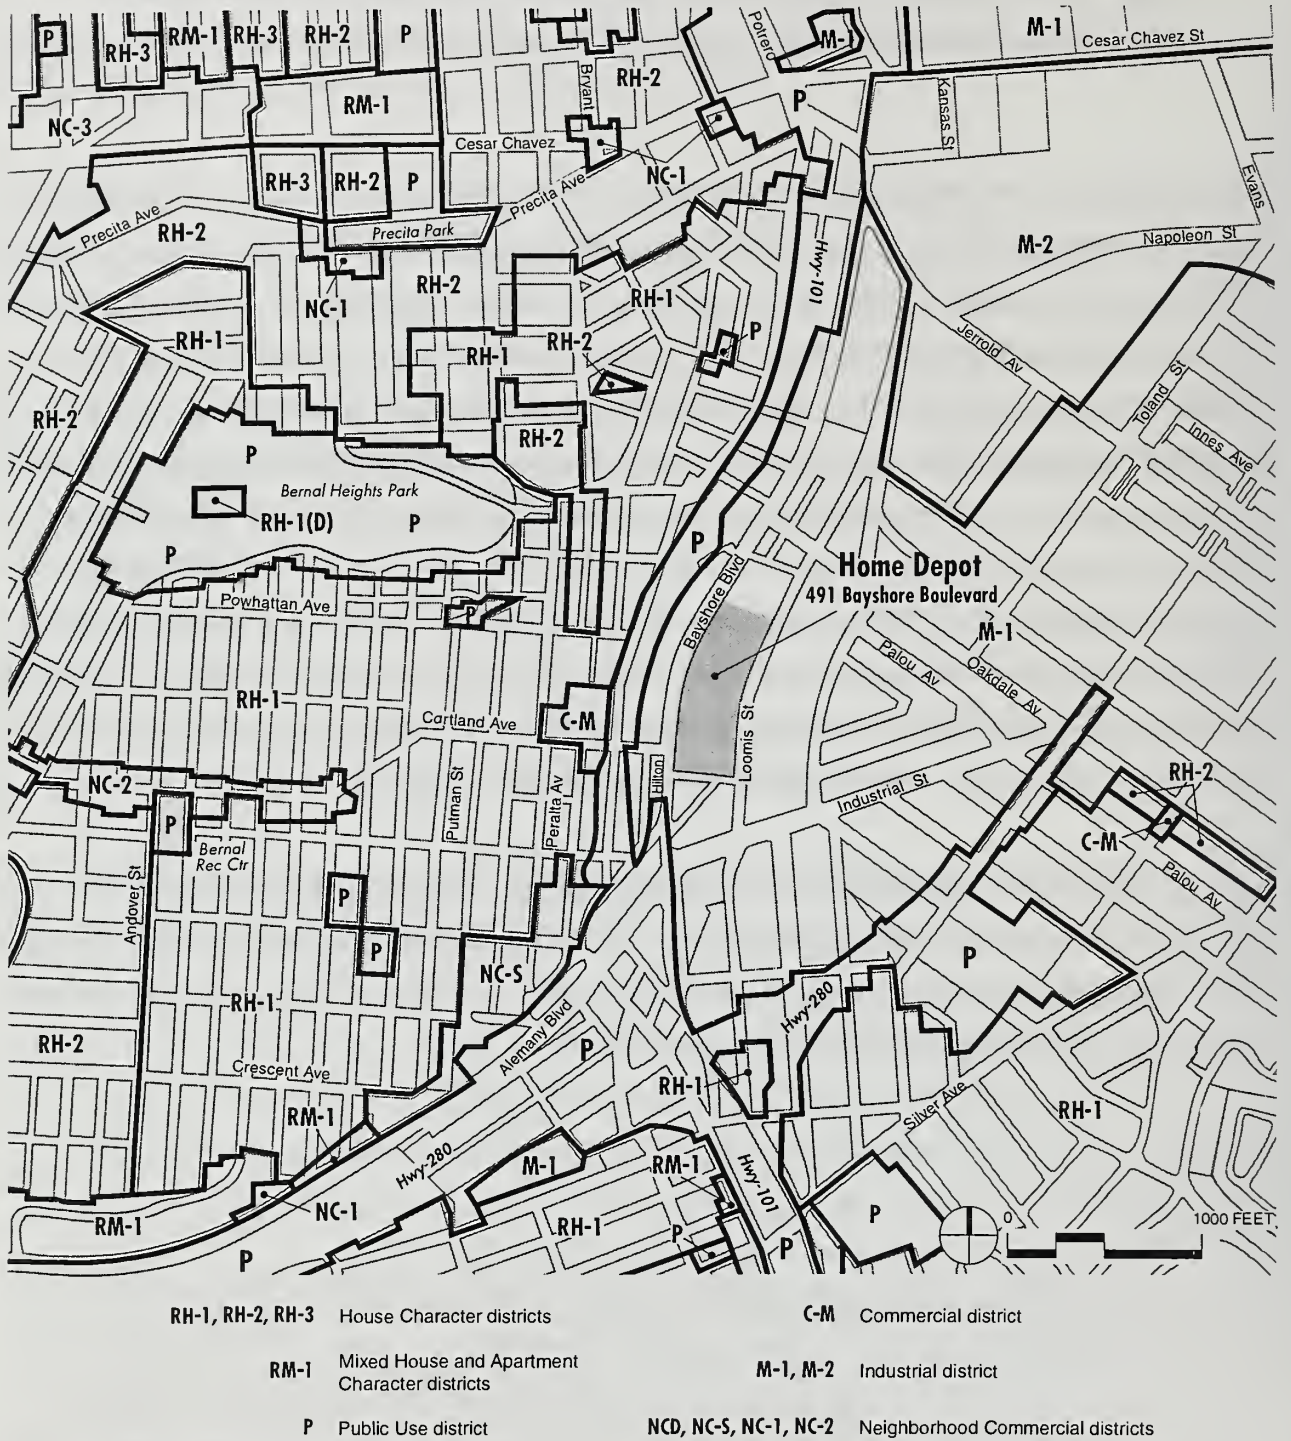 P
RH-3
RM-1
RH-3
RH-2
P
Potrero
M-1
M-1
Cesar Chavez St
NC-3
RM-1
Bryant
RH-2
P
Kansas St
Cesar Chavez
NC-1
Evans
RH-3
RH-2
P
Precita Ave
Precita Ave
RH-2
Precita Park
Hwy-101
M-2
Napoleon St
NC-1
RH-2
RH-1
RH-1
RH-2
RH-1
P
Jerrold Av
Toland St
Innes Ave
RH-2
RH-2
P
Bernal Heights Park
RH-1(D)
P
P
P
Bayshore Blvd
Home Depot
491 Bayshore Boulevard
Powhattan Ave
P
M-1
Palou Av
Oakdale Av
RH-1
Cartland Ave
C-M
Loomis St
Hilton
Industrial St
NC-2
Putman St
Peralta Av
RH-2
P
Bernal
Rec Ctr
C-M
Palou Av
Andover St
P
P
P
NC-S
RH-1
Hwy-280
Alemany Blvd
P
RH-2
Crescent Ave
RH-1
Silver Ave
RH-1
RM-1
Hwy-280
M-1
RM-1
Hwy-101
RM-1
NC-1
RH-1
P
P
P
P
0
1000 FEET
RH-1, RH-2, RH-3 House Character districts
RM-1 Mixed House and Apartment
Character districts
P Public Use district
C-M Commercial district
M-1, M-2 Industrial district
NCD, NC-S, NC-1, NC-2 Neighborhood Commercial districts